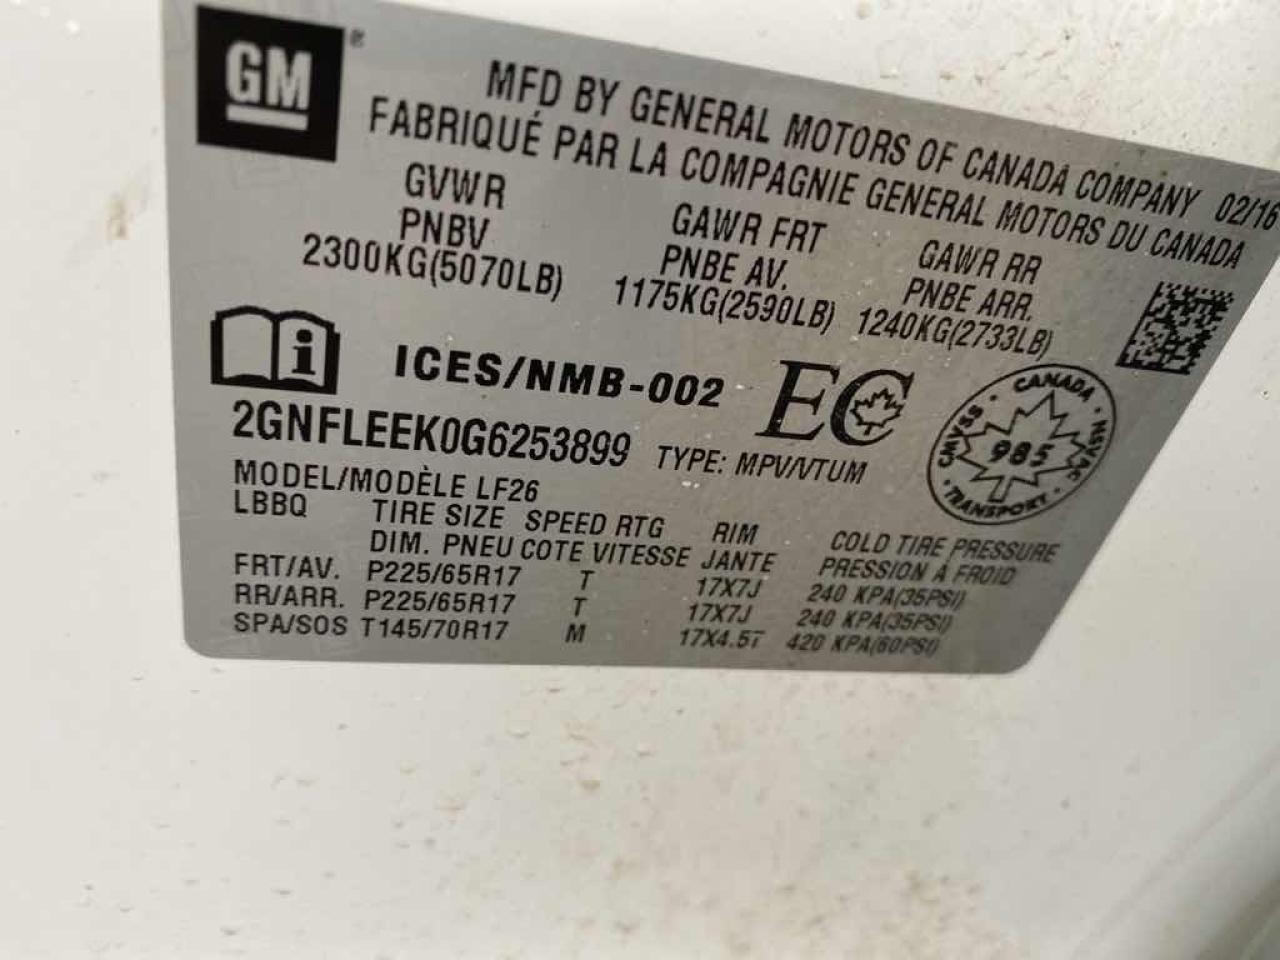 GM
MFD BY GENERAL MOTORS OF CANADA COMPANY 02/16
FABRIQUÉ PAR LA COMPAGNIE GENERAL MOTORS DU CANADA
GVWR GAWR FRT GAWR RR
PNBV PNBE AV. PNBE ARR.
2300KG(5070LB) 1175KG(2590LB) 1240KG(2733LB)
ICES/NMB-002 EC
CANADA · NSVAC · TRANSPORT · CMVSS ·
985
2GNFLEEK0G6253899 TYPE: MPV/VTUM
MODEL/MODÈLE LF26
LBBQ TIRE SIZE SPEED RTG RIM COLD TIRE PRESSURE
DIM. PNEU COTE VITESSE JANTE PRESSION À FROID
FRT/AV. P225/65R17 T 17X7J 240 KPA(35PSI)
RR/ARR. P225/65R17 T 17X7J 240 KPA(35PSI)
SPA/SOS T145/70R17 M 17X4.5T 420 KPA(60PSI)